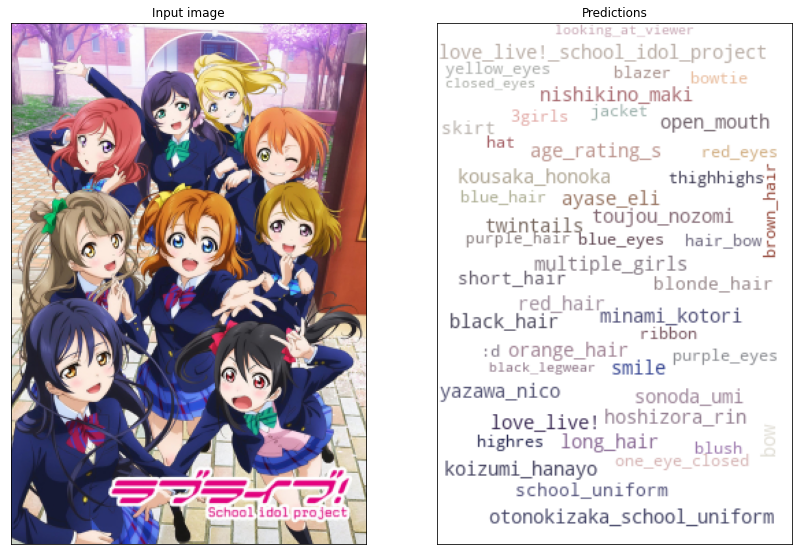 Input image
Predictions
ラブライブ!
School idol project
looking_at_viewer
love_live!_school_idol_project
yellow_eyes
blazer
bowtie
closed_eyes
nishikino_maki
3girls
jacket
open_mouth
skirt
hat
age_rating_s
red_eyes
kousaka_honoka
thighhighs
brown_hair
blue_hair
ayase_eli
toujou_nozomi
twintails
purple_hair
blue_eyes
hair_bow
multiple_girls
short_hair
blonde_hair
red_hair
minami_kotori
black_hair
ribbon
:d
orange_hair
purple_eyes
black_legwear
smile
yazawa_nico
sonoda_umi
love_live!
hoshizora_rin
highres
long_hair
blush
bow
koizumi_hanayo
one_eye_closed
school_uniform
otonokizaka_school_uniform